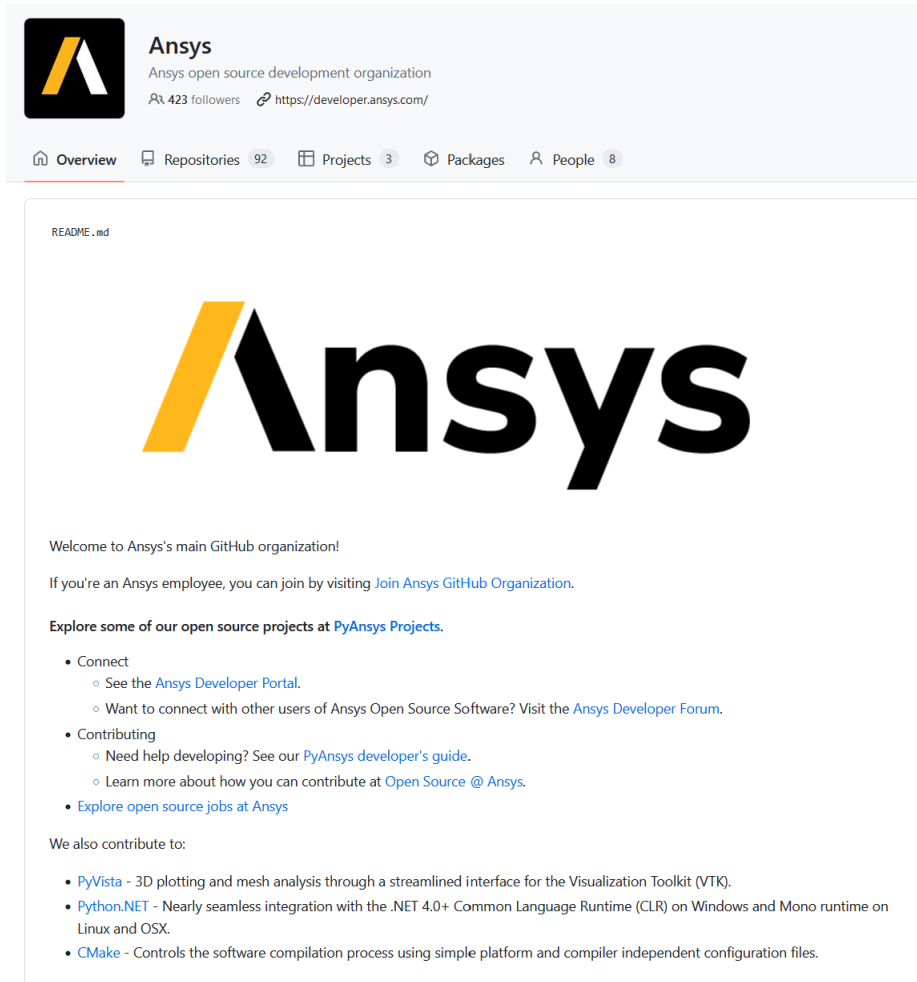 Ansys
Ansys open source development organization
423 followers https://developer.ansys.com/
Overview Repositories 92 Projects 3 Packages People 8
README.md
Ansys
Welcome to Ansys's main GitHub organization!
If you're an Ansys employee, you can join by visiting Join Ansys GitHub Organization.
Explore some of our open source projects at PyAnsys Projects.
• Connect
◦ See the Ansys Developer Portal.
◦ Want to connect with other users of Ansys Open Source Software? Visit the Ansys Developer Forum.
• Contributing
◦ Need help developing? See our PyAnsys developer's guide.
◦ Learn more about how you can contribute at Open Source @ Ansys.
• Explore open source jobs at Ansys
We also contribute to:
• PyVista - 3D plotting and mesh analysis through a streamlined interface for the Visualization Toolkit (VTK).
• Python.NET - Nearly seamless integration with the .NET 4.0+ Common Language Runtime (CLR) on Windows and Mono runtime on
Linux and OSX.
• CMake - Controls the software compilation process using simple platform and compiler independent configuration files.